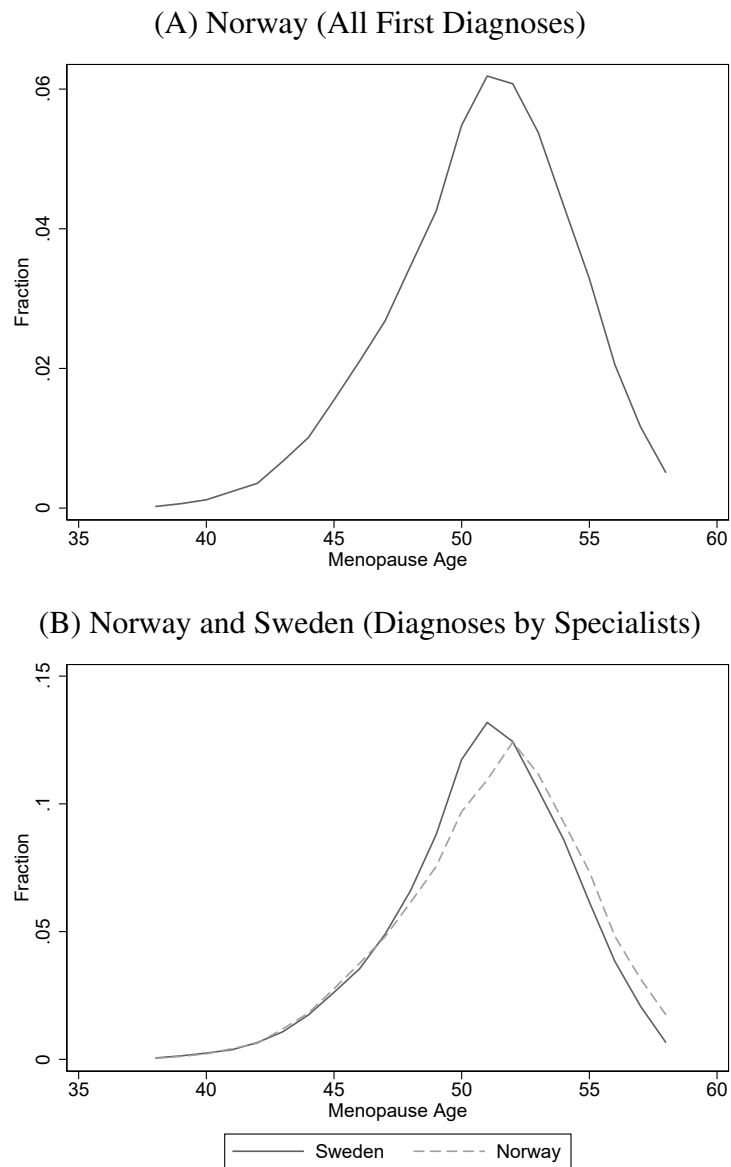 (A) Norway (All First Diagnoses)
.06
.04
.02
0
Fraction
35 40 45 50 55 60
Menopause Age
(B) Norway and Sweden (Diagnoses by Specialists)
.15
.1
.05
0
Fraction
35 40 45 50 55 60
Menopause Age
Sweden Norway